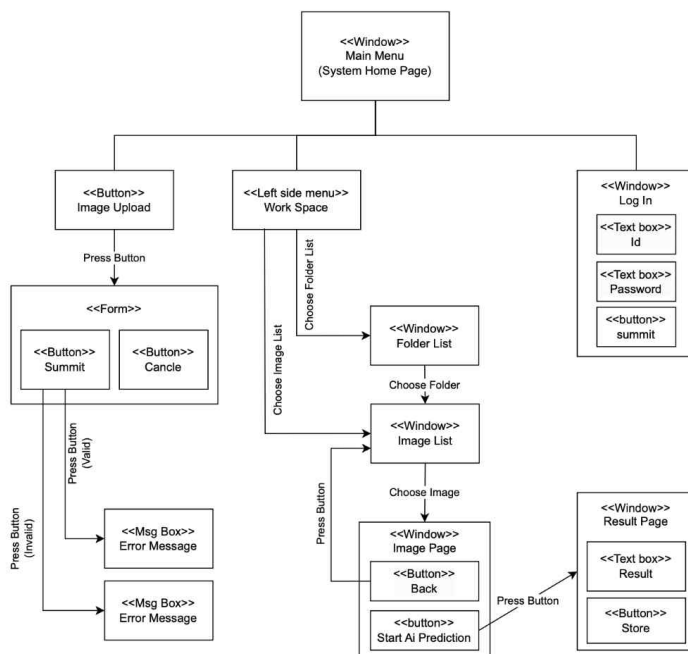 <<Window>>
Main Menu
(System Home Page)
<<Button>>
Image Upload
<<Left side menu>>
Work Space
<<Window>>
Log In
<<Text box>>
Id
<<Text box>>
Password
<<button>>
summit
Press Button
<<Form>>
<<Button>>
Summit
<<Button>>
Cancle
Choose Folder List
Choose Image List
<<Window>>
Folder List
Choose Folder
<<Window>>
Image List
Press Button
(Valid)
Press Button
(Invalid)
<<Msg Box>>
Error Message
<<Msg Box>>
Error Message
Press Button
Choose Image
<<Window>>
Image Page
<<Button>>
Back
<<button>>
Start Ai Prediction
Press Button
<<Window>>
Result Page
<<Text box>>
Result
<<Button>>
Store